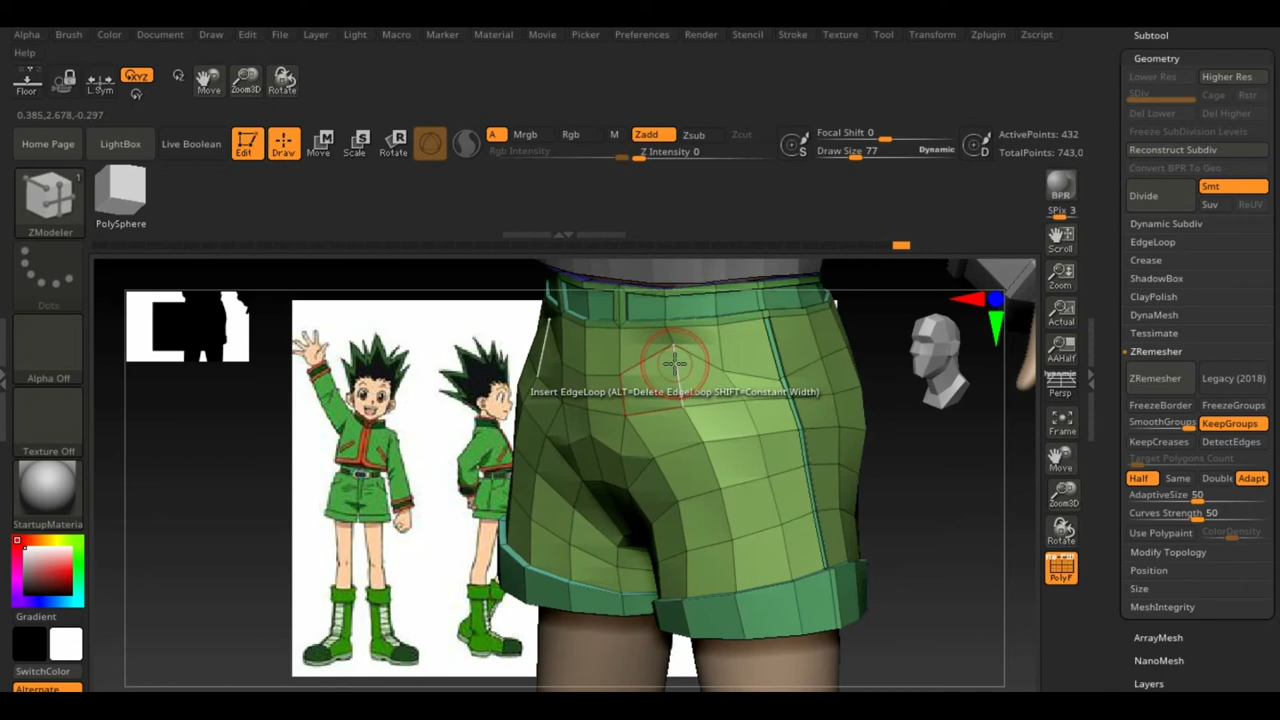 Alpha Brush Color Document Draw Edit File Layer Light Macro Marker Material Movie Picker Preferences Render Stencil Stroke Texture Tool Transform Zplugin Zscript
Help
Floor L.Sym XYZ Move Zoom3D Rotate
0.385,2.678,-0.297
Home Page LightBox Live Boolean Edit Draw Move Scale Rotate A Mrgb Rgb M Zadd Zsub Zcut
Rgb Intensity Z Intensity 0
S Focal Shift 0
Draw Size 77 Dynamic D
ActivePoints: 432
TotalPoints: 743,0
1
ZModeler
PolySphere
Dots
Alpha Off
Texture Off
StartupMateria
Gradient
SwitchColor
Alternate
Insert EdgeLoop (ALT=Delete EdgeLoop SHIFT=Constant Width)
BPR
SPix 3
Scroll
Zoom
Actual
AAHalf
Dynamic
Persp
Frame
Move
Zoom3D
Rotate
PolyF
Subtool
Geometry
Lower Res Higher Res
SDiv Cage Rstr
Del Lower Del Higher
Freeze SubDivision Levels
Reconstruct Subdiv
Convert BPR To Geo
Divide Smt
Suv ReUV
Dynamic Subdiv
EdgeLoop
Crease
ShadowBox
ClayPolish
DynaMesh
Tessimate
ZRemesher
ZRemesher Legacy (2018)
FreezeBorder FreezeGroups
SmoothGroups KeepGroups
KeepCreases DetectEdges
Target Polygons Count
Half Same Double Adapt
AdaptiveSize 50
Curves Strength 50
Use Polypaint ColorDensity
Modify Topology
Position
Size
MeshIntegrity
ArrayMesh
NanoMesh
Layers